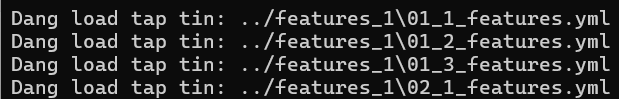 Dang load tap tin: ../features_1\01_1_features.yml
Dang load tap tin: ../features_1\01_2_features.yml
Dang load tap tin: ../features_1\01_3_features.yml
Dang load tap tin: ../features_1\02_1_features.yml